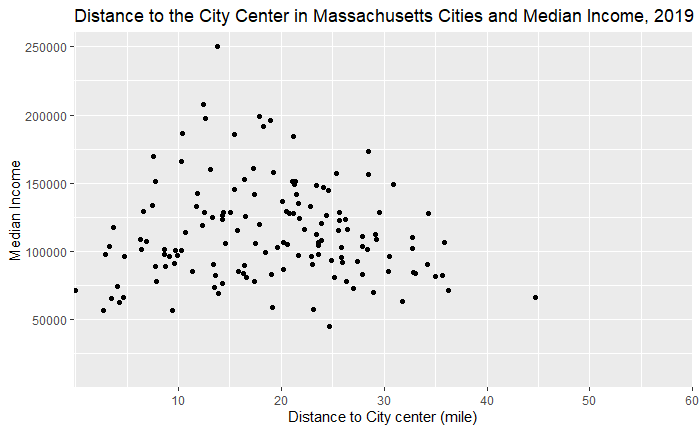 Distance to the City Center in Massachusetts Cities and Median Income, 2019
250000
200000
150000
100000
50000
Median Income
10 20 30 40 50 60
Distance to City center (mile)